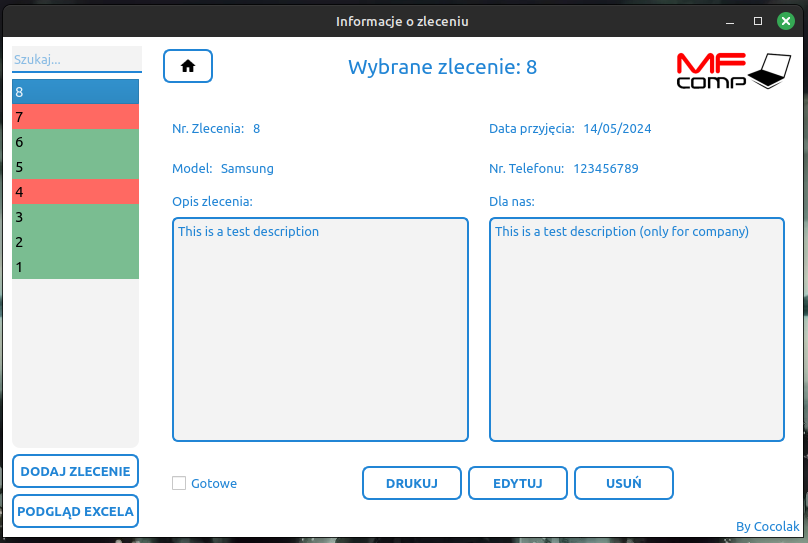 Informacje o zleceniu
Szukaj...
8
7
6
5
4
3
2
1
DODAJ ZLECENIE
PODGLĄD EXCELA
Wybrane zlecenie: 8
MF
comp
Nr. Zlecenia: 8
Data przyjęcia: 14/05/2024
Model: Samsung
Nr. Telefonu: 123456789
Opis zlecenia:
Dla nas:
This is a test description
This is a test description (only for company)
Gotowe
DRUKUJ
EDYTUJ
USUŃ
By Cocolak